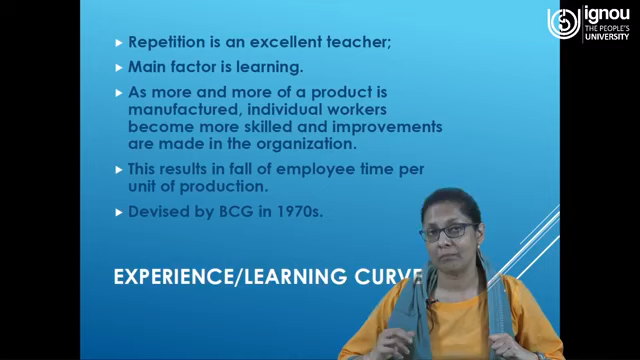 ignou
THE PEOPLE'S
UNIVERSITY
Repetition is an excellent teacher;
Main factor is learning.
As more and more of a product is
manufactured, individual workers
become more skilled and improvements
are made in the organization.
This results in fall of employee time per
unit of production.
Devised by BCG in 1970s.
EXPERIENCE/LEARNING CURVE